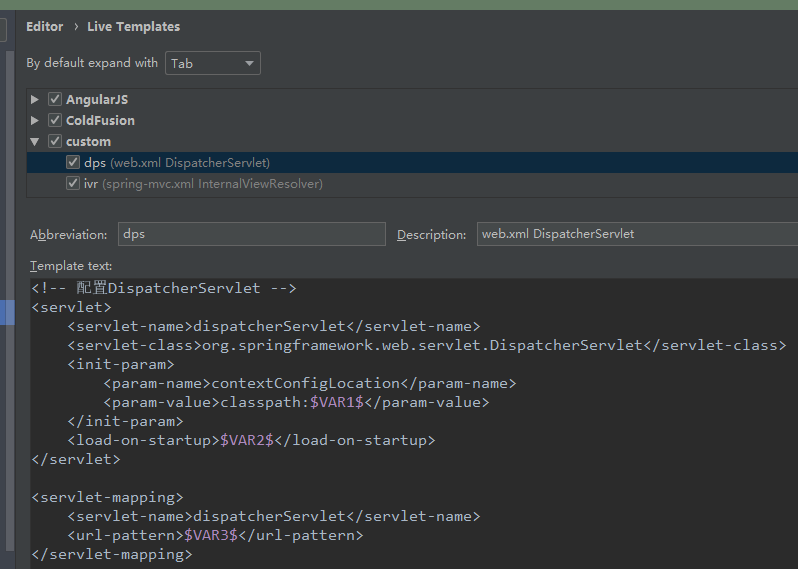 Editor › Live Templates
By default expand with Tab
AngularJS
ColdFusion
custom
dps (web.xml DispatcherServlet)
ivr (spring-mvc.xml InternalViewResolver)
Abbreviation: dps Description: web.xml DispatcherServlet
Template text:
<!-- 配置DispatcherServlet -->
<servlet>
    <servlet-name>dispatcherServlet</servlet-name>
    <servlet-class>org.springframework.web.servlet.DispatcherServlet</servlet-class>
    <init-param>
        <param-name>contextConfigLocation</param-name>
        <param-value>classpath:$VAR1$</param-value>
    </init-param>
    <load-on-startup>$VAR2$</load-on-startup>
</servlet>

<servlet-mapping>
    <servlet-name>dispatcherServlet</servlet-name>
    <url-pattern>$VAR3$</url-pattern>
</servlet-mapping>